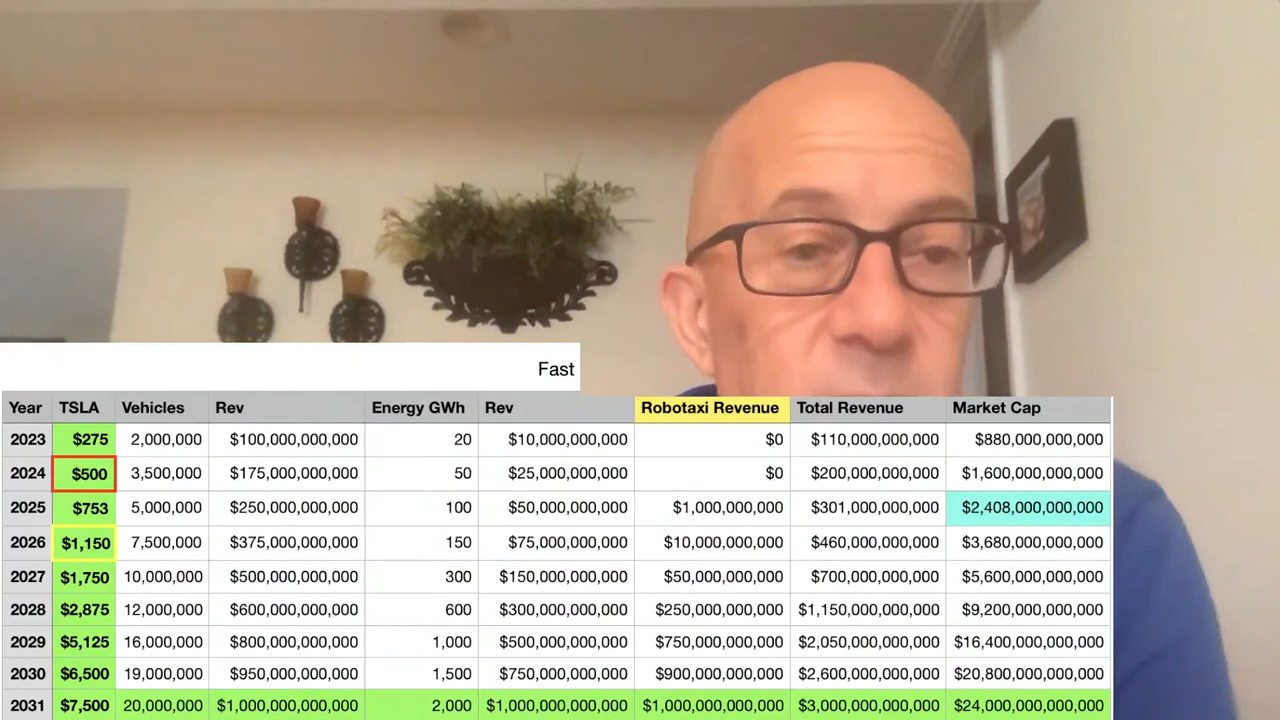 Fast
Year TSLA Vehicles Rev Energy GWh Rev Robotaxi Revenue Total Revenue Market Cap
2023 $275 2,000,000 $100,000,000,000 20 $10,000,000,000 $0 $110,000,000,000 $880,000,000,000
2024 $500 3,500,000 $175,000,000,000 50 $25,000,000,000 $0 $200,000,000,000 $1,600,000,000,000
2025 $753 5,000,000 $250,000,000,000 100 $50,000,000,000 $1,000,000,000 $301,000,000,000 $2,408,000,000,000
2026 $1,150 7,500,000 $375,000,000,000 150 $75,000,000,000 $10,000,000,000 $460,000,000,000 $3,680,000,000,000
2027 $1,750 10,000,000 $500,000,000,000 300 $150,000,000,000 $50,000,000,000 $700,000,000,000 $5,600,000,000,000
2028 $2,875 12,000,000 $600,000,000,000 600 $300,000,000,000 $250,000,000,000 $1,150,000,000,000 $9,200,000,000,000
2029 $5,125 16,000,000 $800,000,000,000 1,000 $500,000,000,000 $750,000,000,000 $2,050,000,000,000 $16,400,000,000,000
2030 $6,500 19,000,000 $950,000,000,000 1,500 $750,000,000,000 $900,000,000,000 $2,600,000,000,000 $20,800,000,000,000
2031 $7,500 20,000,000 $1,000,000,000,000 2,000 $1,000,000,000,000 $1,000,000,000,000 $3,000,000,000,000 $24,000,000,000,000